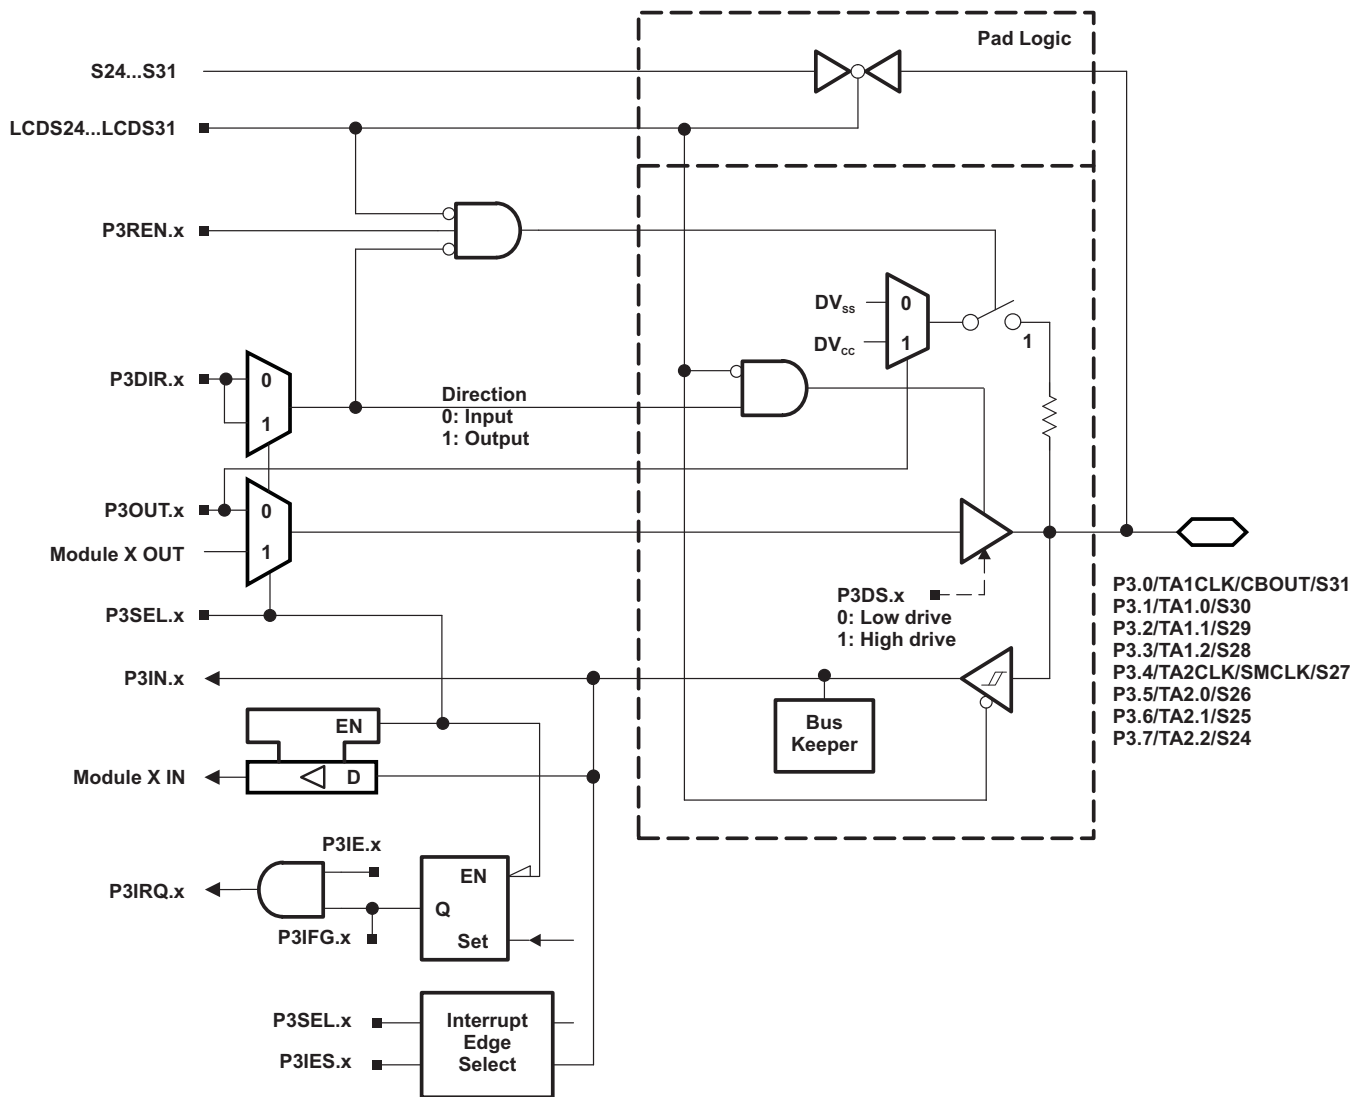 Pad Logic
S24...S31
LCDS24...LCDS31
P3REN.x
DVSS
0
DVCC
1
1
P3DIR.x
0
1
Direction
0: Input
1: Output
P3OUT.x
0
Module X OUT
1
P3SEL.x
P3DS.x
0: Low drive
1: High drive
P3.0/TA1CLK/CBOUT/S31
P3.1/TA1.0/S30
P3.2/TA1.1/S29
P3.3/TA1.2/S28
P3.4/TA2CLK/SMCLK/S27
P3.5/TA2.0/S26
P3.6/TA2.1/S25
P3.7/TA2.2/S24
P3IN.x
Bus
Keeper
EN
Module X IN
D
P3IE.x
P3IRQ.x
EN
Q
P3IFG.x
Set
P3SEL.x
P3IES.x
Interrupt
Edge
Select